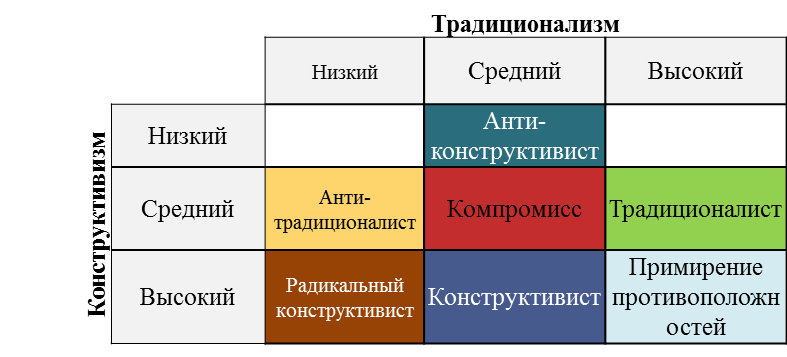 Традиционализм
Низкий
Средний
Высокий
Конструктивизм
Низкий
Анти-
конструктивист
Средний
Анти-
традиционалист
Компромисс
Традиционалист
Высокий
Радикальный
конструктивист
Конструктивист
Примирение
противоположн
остей